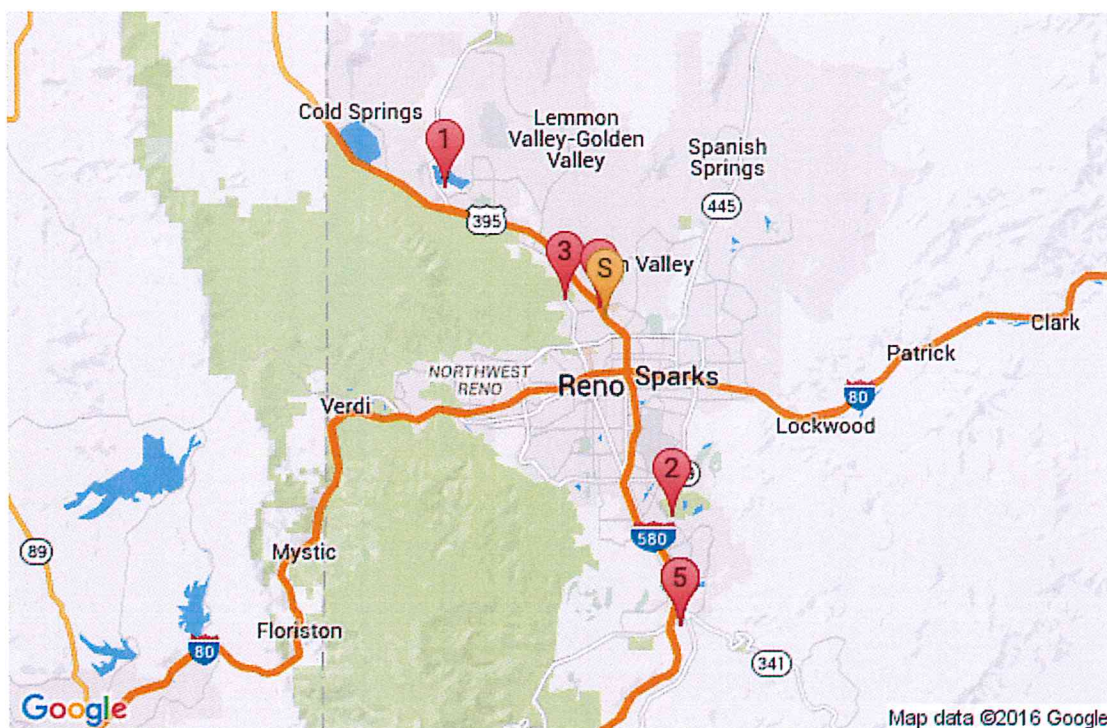 Cold Springs
1
Lemmon
Valley-Golden
Valley
Spanish
Springs
445
395
3
S
n Valley
Clark
Patrick
NORTHWEST
RENO
Reno
Sparks
80
Verdi
Lockwood
2
580
89
Mystic
5
Floriston
80
341
Google
Map data ©2016 Google